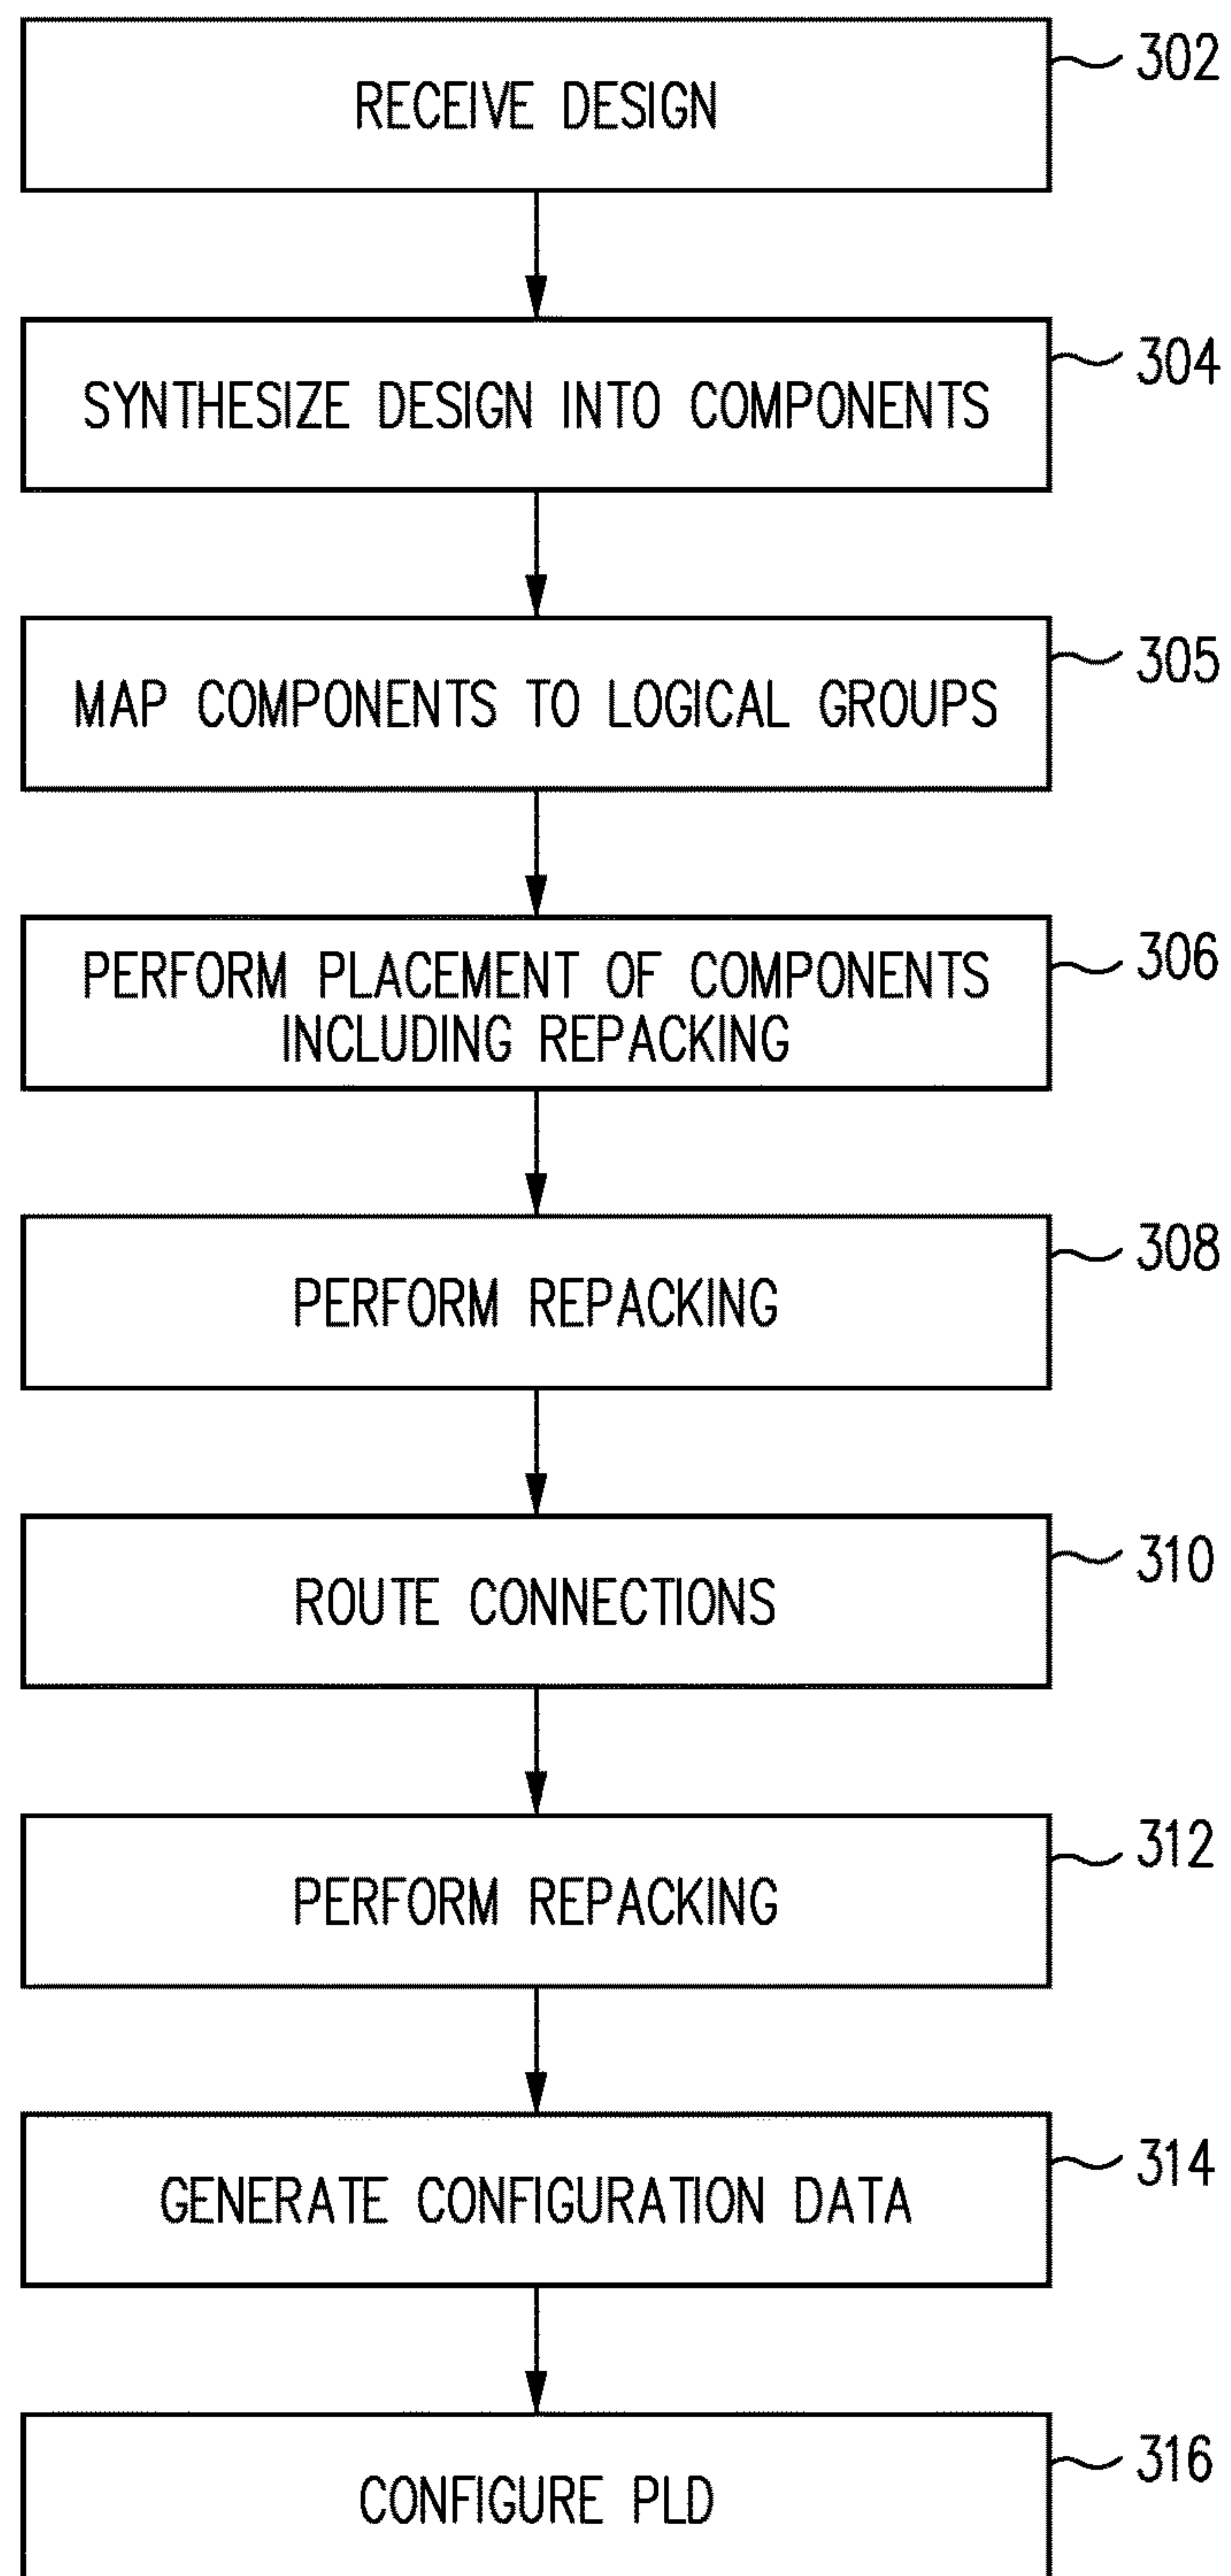 RECEIVE DESIGN
302
SYNTHESIZE DESIGN INTO COMPONENTS
304
MAP COMPONENTS TO LOGICAL GROUPS
305
PERFORM PLACEMENT OF COMPONENTS
INCLUDING REPACKING
306
PERFORM REPACKING
308
ROUTE CONNECTIONS
310
PERFORM REPACKING
312
GENERATE CONFIGURATION DATA
314
CONFIGURE PLD
316